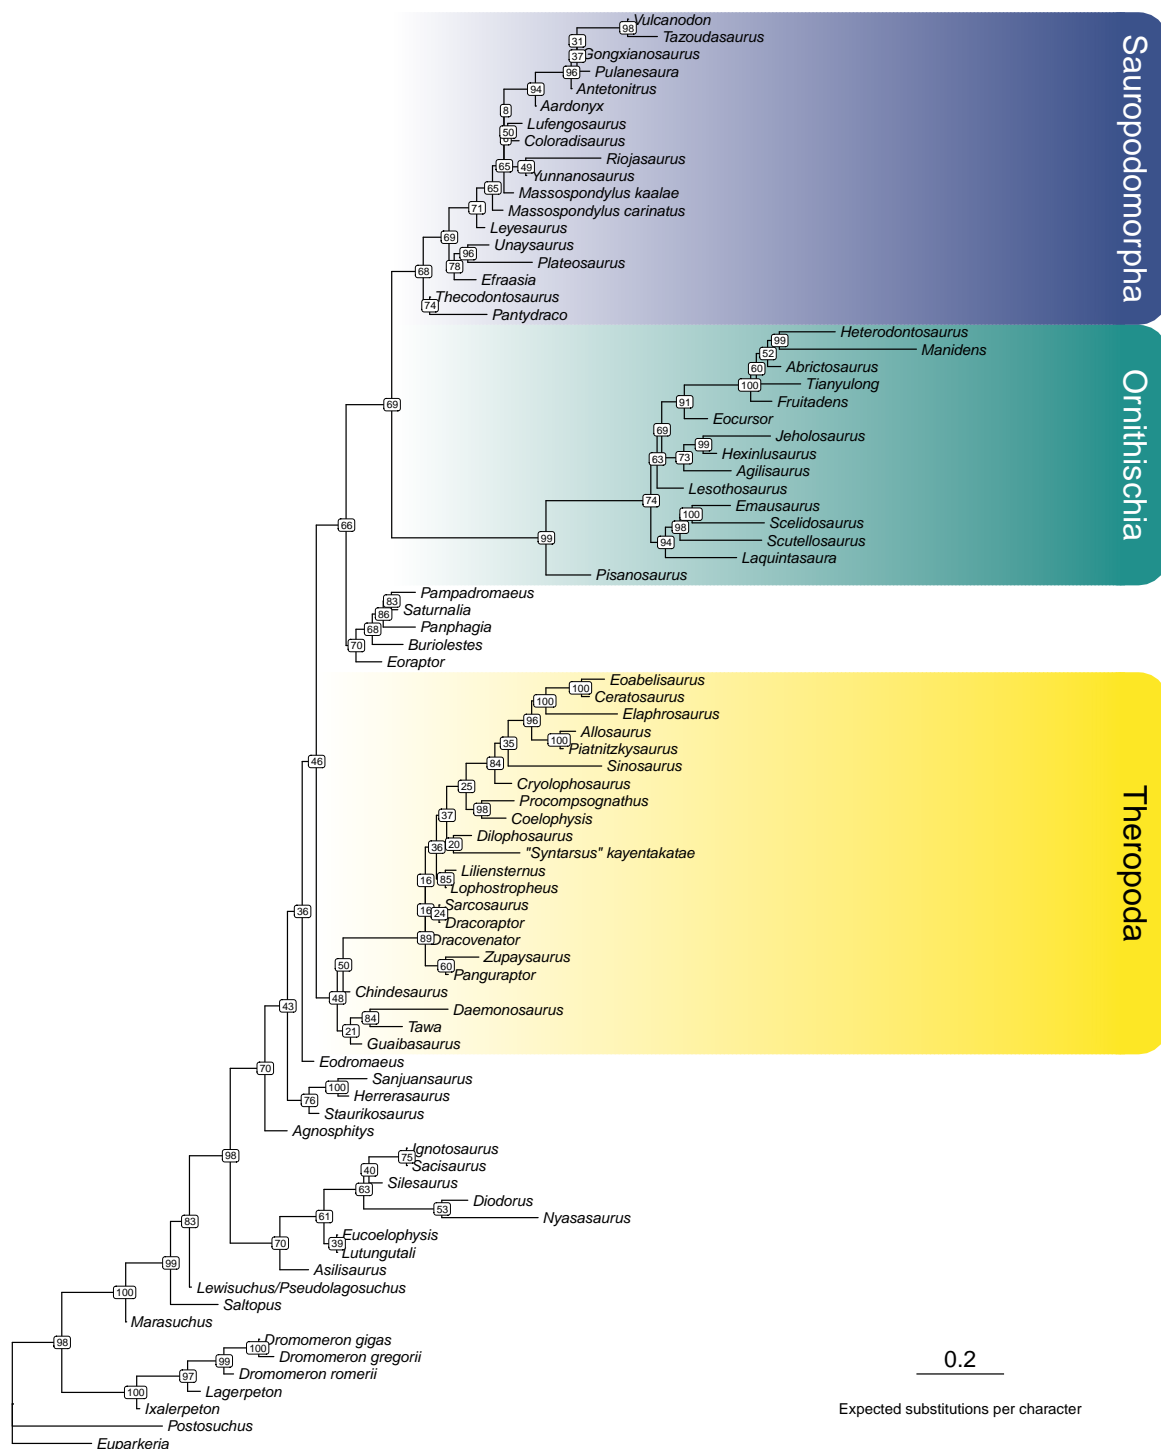 Vulcanodon
98
Tazoudasaurus
31
37
Gongxianosaurus
96
Pulanesaura
94
Antetonitrus
Aardonyx
8
Lufengosaurus
50
Coloradisaurus
65
49
Riojasaurus
Yunnanosaurus
65
Massospondylus kaalae
71
Massospondylus carinatus
Leyesaurus
69
Unaysaurus
96
78
Plateosaurus
68
Efraasia
Thecodontosaurus
74
Pantydraco
Sauropodomorpha
Heterodontosaurus
99
52
Manidens
60
Abrictosaurus
100
Tianyulong
91
Fruitadens
69
Eocursor
Jeholosaurus
99
63
73
Hexinlusaurus
Agilisaurus
Lesothosaurus
69
74
Emausaurus
100
98
Scelidosaurus
94
Scutellosaurus
99
Laquintasaura
Pisanosaurus
Ornithischia
66
Pampadromaeus
83
86
Saturnalia
68
Panphagia
70
Buriolestes
Eoraptor
Eoabelisaurus
100
100
Ceratosaurus
96
Elaphrosaurus
Allosaurus
35
100
Piatnitzkysaurus
84
Sinosaurus
25
Cryolophosaurus
98
Procompsognathus
37
Coelophysis
36
20
Dilophosaurus
"Syntarsus" kayentakatae
16
85
Liliensternus
Lophostropheus
16
24
Sarcosaurus
Dracoraptor
89
Dracovenator
60
Zupaysaurus
50
Panguraptor
48
Chindesaurus
84
Daemonosaurus
21
Tawa
Guaibasaurus
Theropoda
46
36
Eodromaeus
43
Sanjuansaurus
100
76
Herrerasaurus
Staurikosaurus
70
Agnosphitys
98
Ignotosaurus
75
40
Sacisaurus
63
Silesaurus
Diodorus
53
61
Nyasasaurus
Eucoelophysis
70
39
Lutungutali
Asilisaurus
83
99
Lewisuchus/Pseudolagosuchus
100
Saltopus
Marasuchus
98
Dromomeron gigas
100
99
Dromomeron gregorii
97
Dromomeron romerii
100
Lagerpeton
Ixalerpeton
Postosuchus
Euparkeria
0.2
Expected substitutions per character